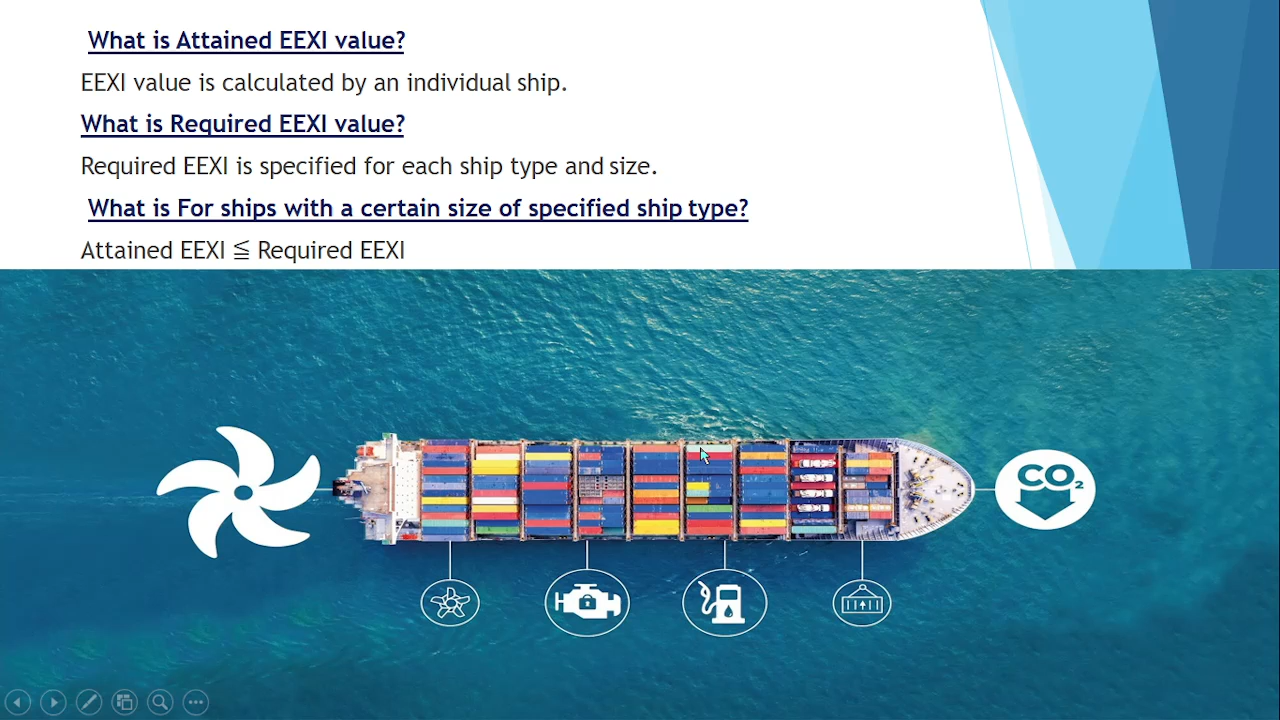 What is Attained EEXI value?
EEXI value is calculated by an individual ship.
What is Required EEXI value?
Required EEXI is specified for each ship type and size.
What is For ships with a certain size of specified ship type?
Attained EEXI ≦ Required EEXI
CO₂